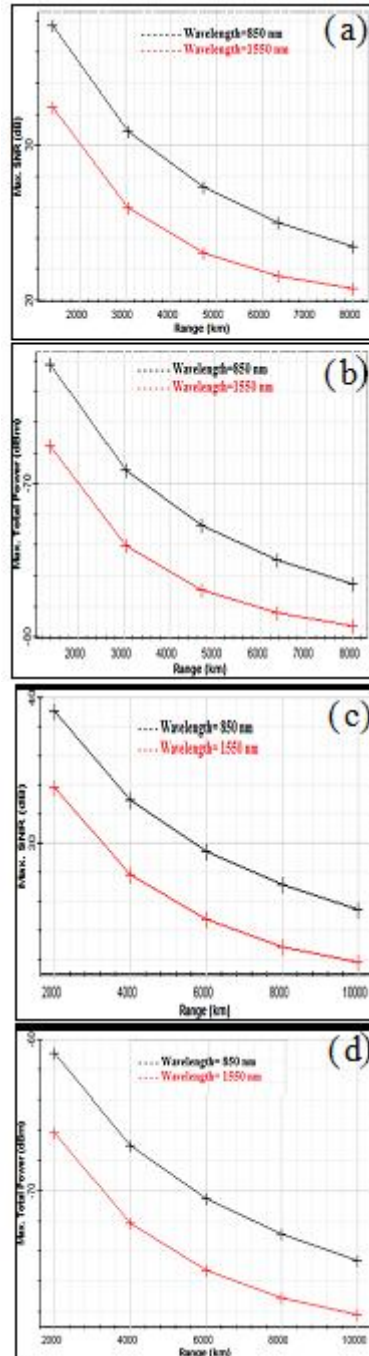 (a)
Wavelength=850 nm
Wavelength=1550 nm
Max. SNR (dB)
30
20
2000 3000 4000 5000 6000 7000 8000
Range (km)
(b)
Wavelength=850 nm
Wavelength=1550 nm
Max. Total Power (dBm)
-70
2000 3000 4000 5000 6000 7000 8000
Range (km)
(c)
Wavelength= 850 nm
Wavelength= 1550 nm
Max. SNR (dB)
40
2000 4000 6000 8000 10000
Range (km)
(d)
Wavelength= 850 nm
Wavelength= 1550 nm
Max. Total Power (dBm)
-60
-70
2000 4000 6000 8000 10000
Range (km)